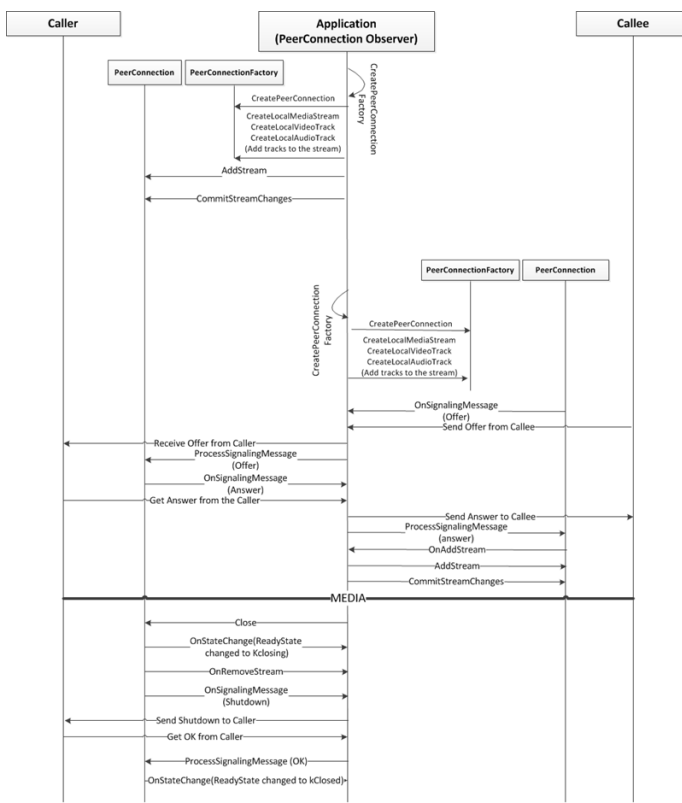 Caller
Application
(PeerConnection Observer)
Callee
PeerConnection
PeerConnectionFactory
CreatePeerConnection
Factory
CreatePeerConnection
CreateLocalMediaStream
CreateLocalVideoTrack
CreateLocalAudioTrack
(Add tracks to the stream)
AddStream
CommitStreamChanges
PeerConnectionFactory
PeerConnection
CreatePeerConnection
Factory
CreatePeerConnection
CreateLocalMediaStream
CreateLocalVideoTrack
CreateLocalAudioTrack
(Add tracks to the stream)
OnSignalingMessage
(Offer)
Send Offer from Callee
Receive Offer from Caller
ProcessSignalingMessage
(Offer)
OnSignalingMessage
(Answer)
Get Answer from the Caller
Send Answer to Callee
ProcessSignalingMessage
(answer)
OnAddStream
AddStream
CommitStreamChanges
MEDIA
Close
OnStateChange(ReadyState
changed to Kclosing)
OnRemoveStream
OnSignalingMessage
(Shutdown)
Send Shutdown to Caller
Get OK from Caller
ProcessSignalingMessage (OK)
OnStateChange(ReadyState changed to kClosed)